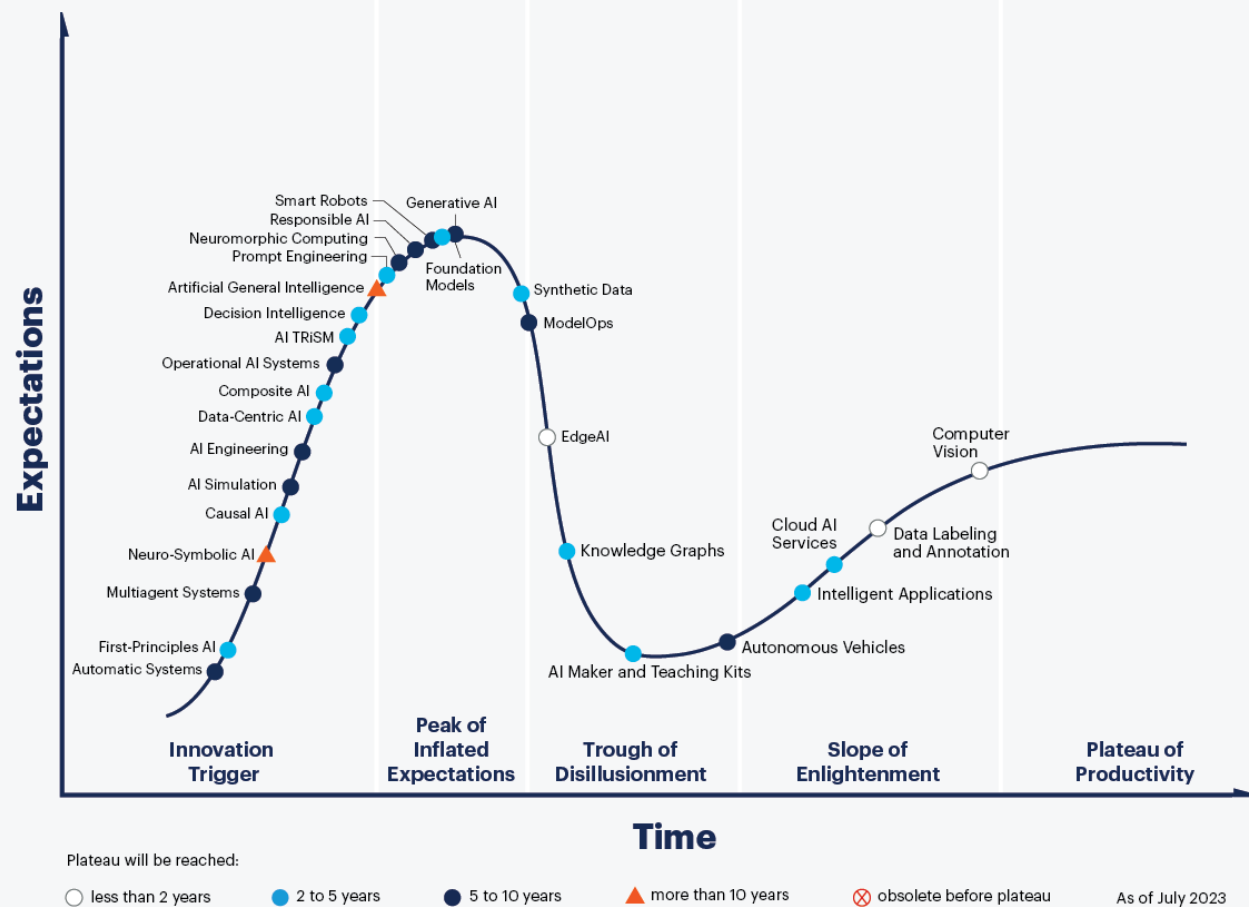 Smart Robots
Generative AI
Responsible AI
Neuromorphic Computing
Prompt Engineering
Foundation
Models
Artificial General Intelligence
Synthetic Data
Decision Intelligence
ModelOps
AI TRiSM
Operational AI Systems
Composite AI
Data-Centric AI
EdgeAI
AI Engineering
AI Simulation
Causal AI
Neuro-Symbolic AI
Knowledge Graphs
Multiagent Systems
First-Principles AI
Automatic Systems
AI Maker and Teaching Kits
Autonomous Vehicles
Intelligent Applications
Cloud AI
Services
Data Labeling
and Annotation
Computer
Vision
Expectations
Innovation
Trigger
Peak of
Inflated
Expectations
Trough of
Disillusionment
Slope of
Enlightenment
Plateau of
Productivity
Time
Plateau will be reached:
less than 2 years
2 to 5 years
5 to 10 years
more than 10 years
obsolete before plateau
As of July 2023